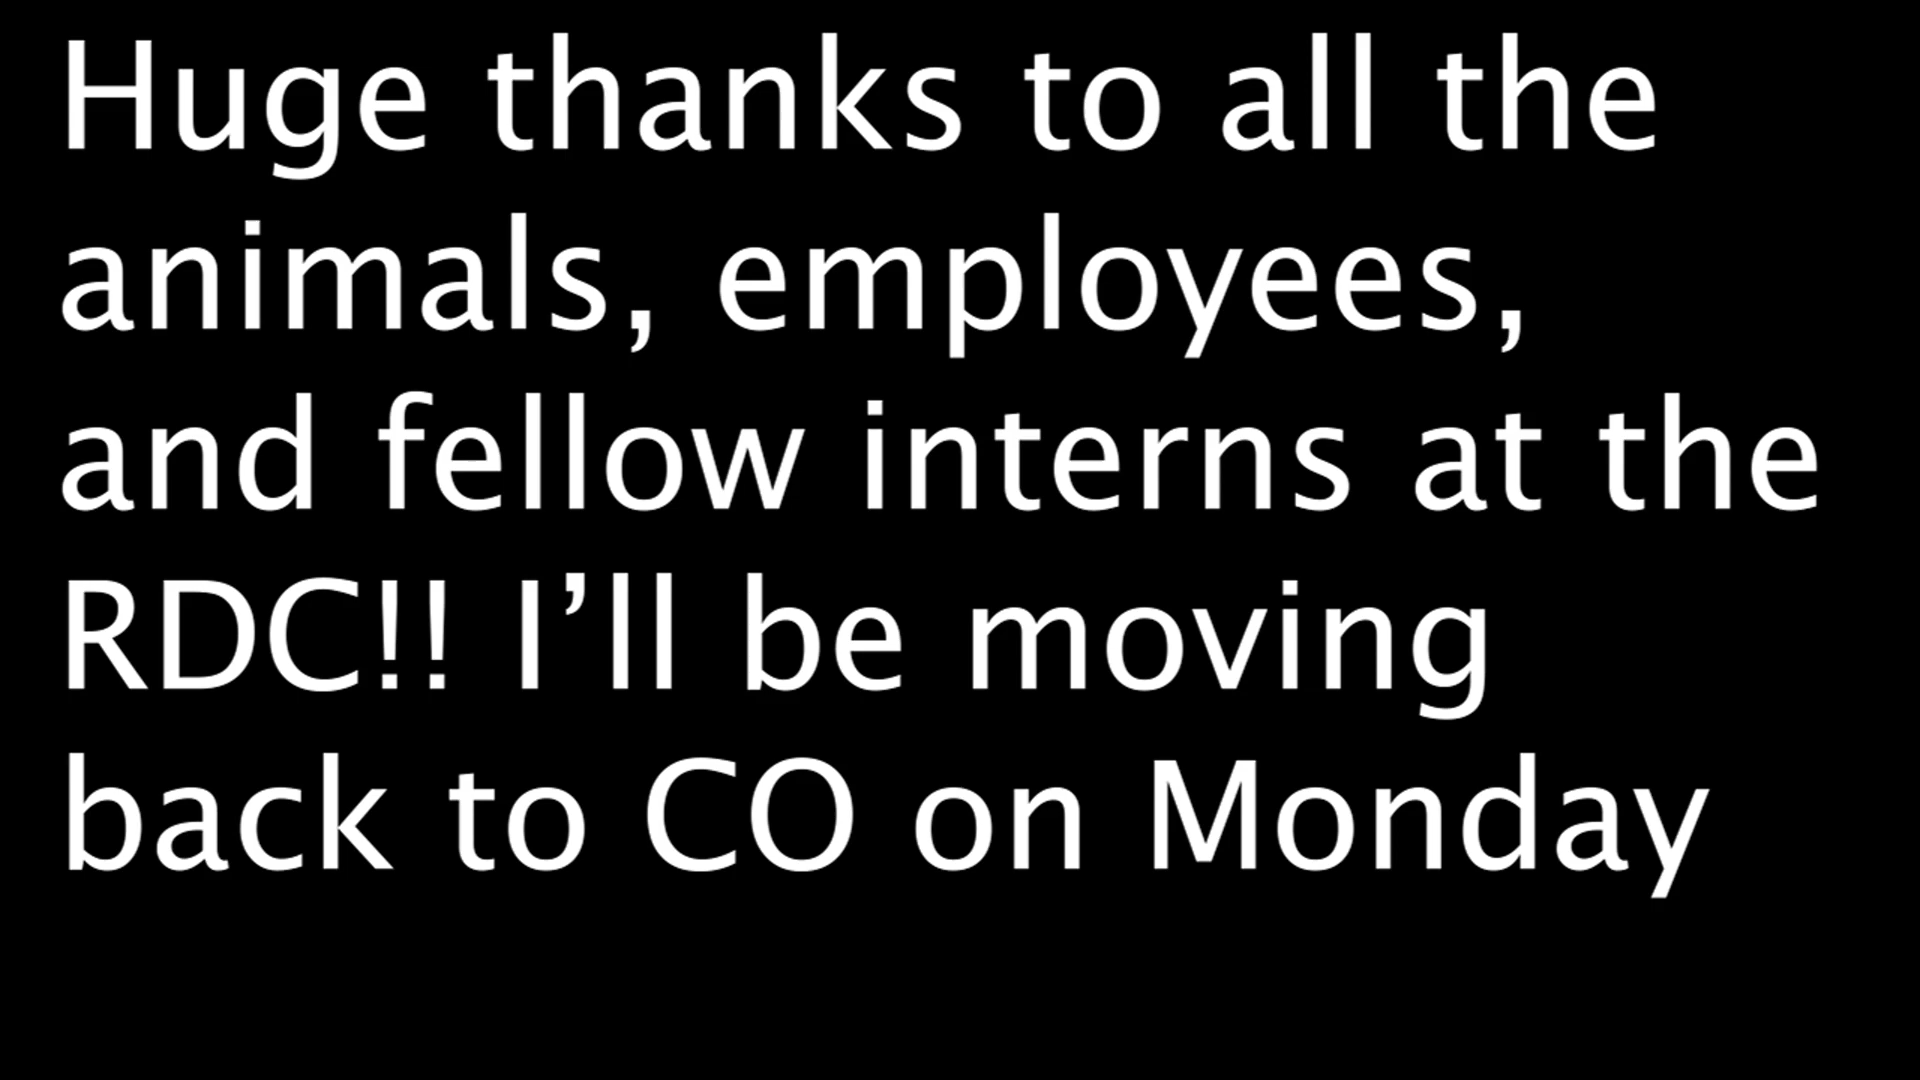 Huge thanks to all the
animals, employees,
and fellow interns at the
RDC!! I’ll be moving
back to CO on Monday